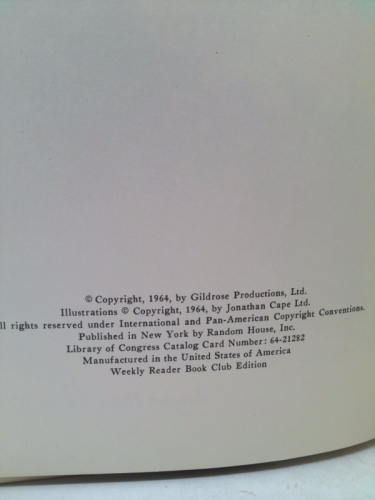 © Copyright, 1964, by Gildrose Productions, Ltd.
Illustrations © Copyright, 1964, by Jonathan Cape Ltd.
ll rights reserved under International and Pan-American Copyright Conventions.
Published in New York by Random House, Inc.
Library of Congress Catalog Card Number: 64-21282
Manufactured in the United States of America
Weekly Reader Book Club Edition